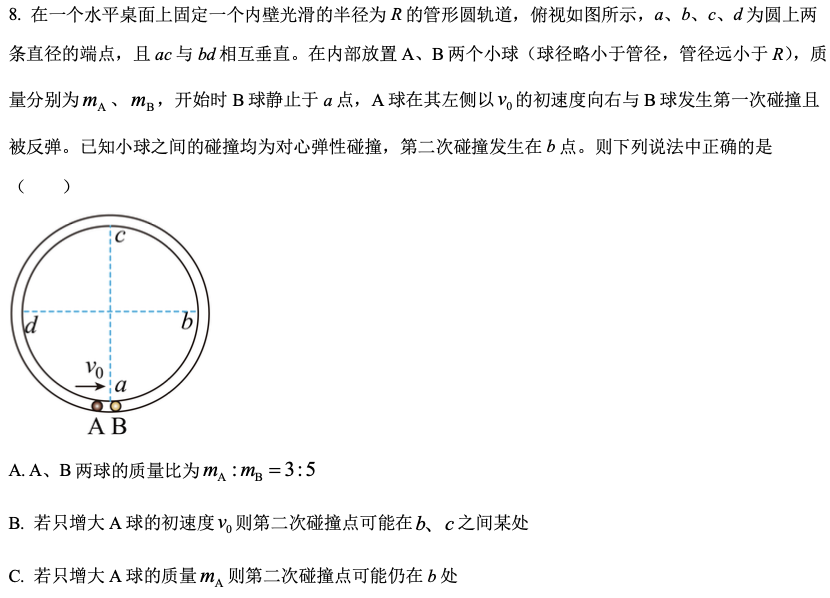 8. 在一个水平桌面上固定一个内壁光滑的半径为 R 的管形圆轨道，俯视如图所示，a、b、c、d 为圆上两
条直径的端点，且 ac 与 bd 相互垂直。在内部放置 A、B 两个小球（球径略小于管径，管径远小于 R），质
量分别为 m_A 、 m_B，开始时 B 球静止于 a 点，A 球在其左侧以 v_0 的初速度向右与 B 球发生第一次碰撞且
被反弹。已知小球之间的碰撞均为对心弹性碰撞，第二次碰撞发生在 b 点。则下列说法中正确的是
（　　）
c
d
b
v_0
a
A B
A. A、B 两球的质量比为 m_A : m_B = 3:5
B. 若只增大 A 球的初速度 v_0 则第二次碰撞点可能在 b、c 之间某处
C. 若只增大 A 球的质量 m_A 则第二次碰撞点可能仍在 b 处